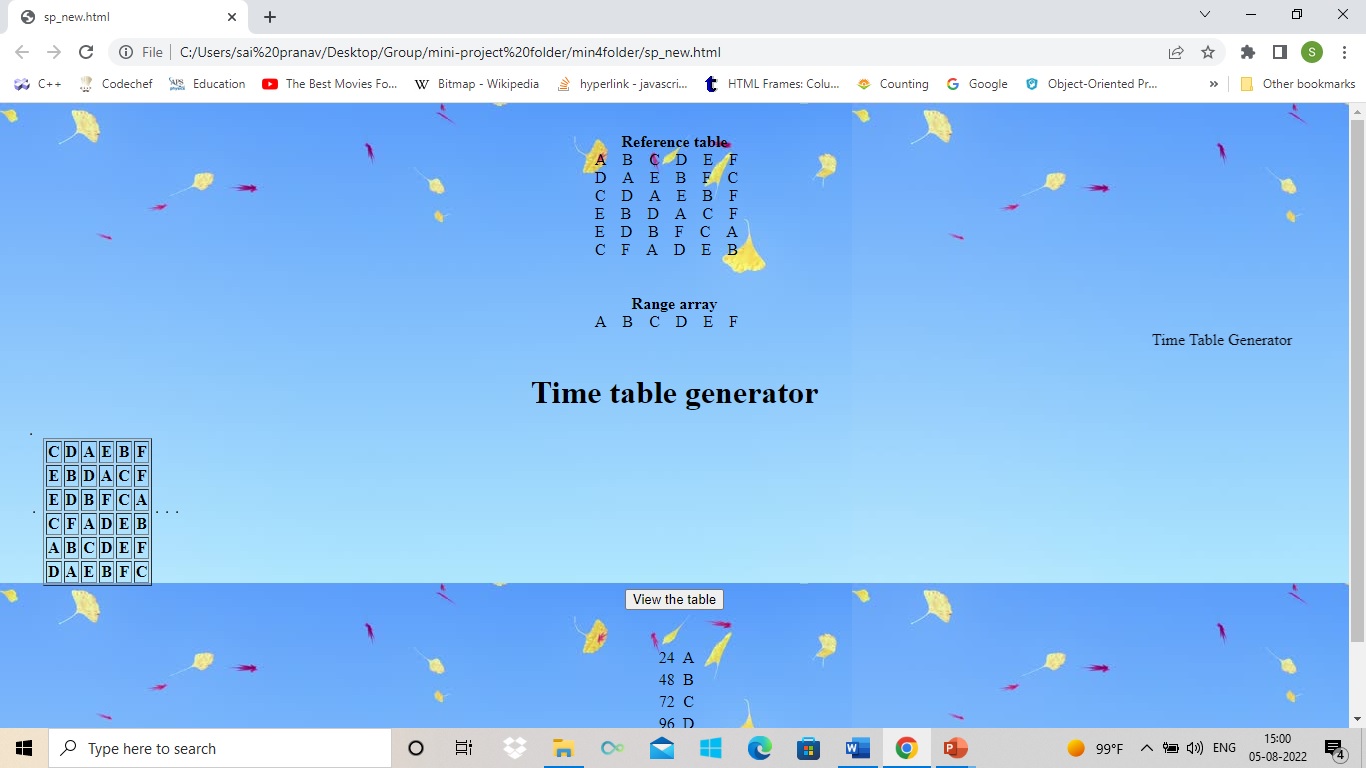 sp_new.html
File C:/Users/sai%20pranav/Desktop/Group/mini-project%20folder/min4folder/sp_new.html S
C++ Codechef Education The Best Movies Fo... Bitmap - Wikipedia hyperlink - javascri... HTML Frames: Colu... Counting Google Object-Oriented Pr... » Other bookmarks
Reference table
A B C D E F
D A E B F C
C D A E B F
E B D A C F
E D B F C A
C F A D E B
Range array
A B C D E F
Time Table Generator
Time table generator
.
C D A E B F
E B D A C F
E D B F C A
. . . .
C F A D E B
A B C D E F
D A E B F C
View the table
24 A
48 B
72 C
96 D
Type here to search 99°F ENG 15:00
05-08-2022 4